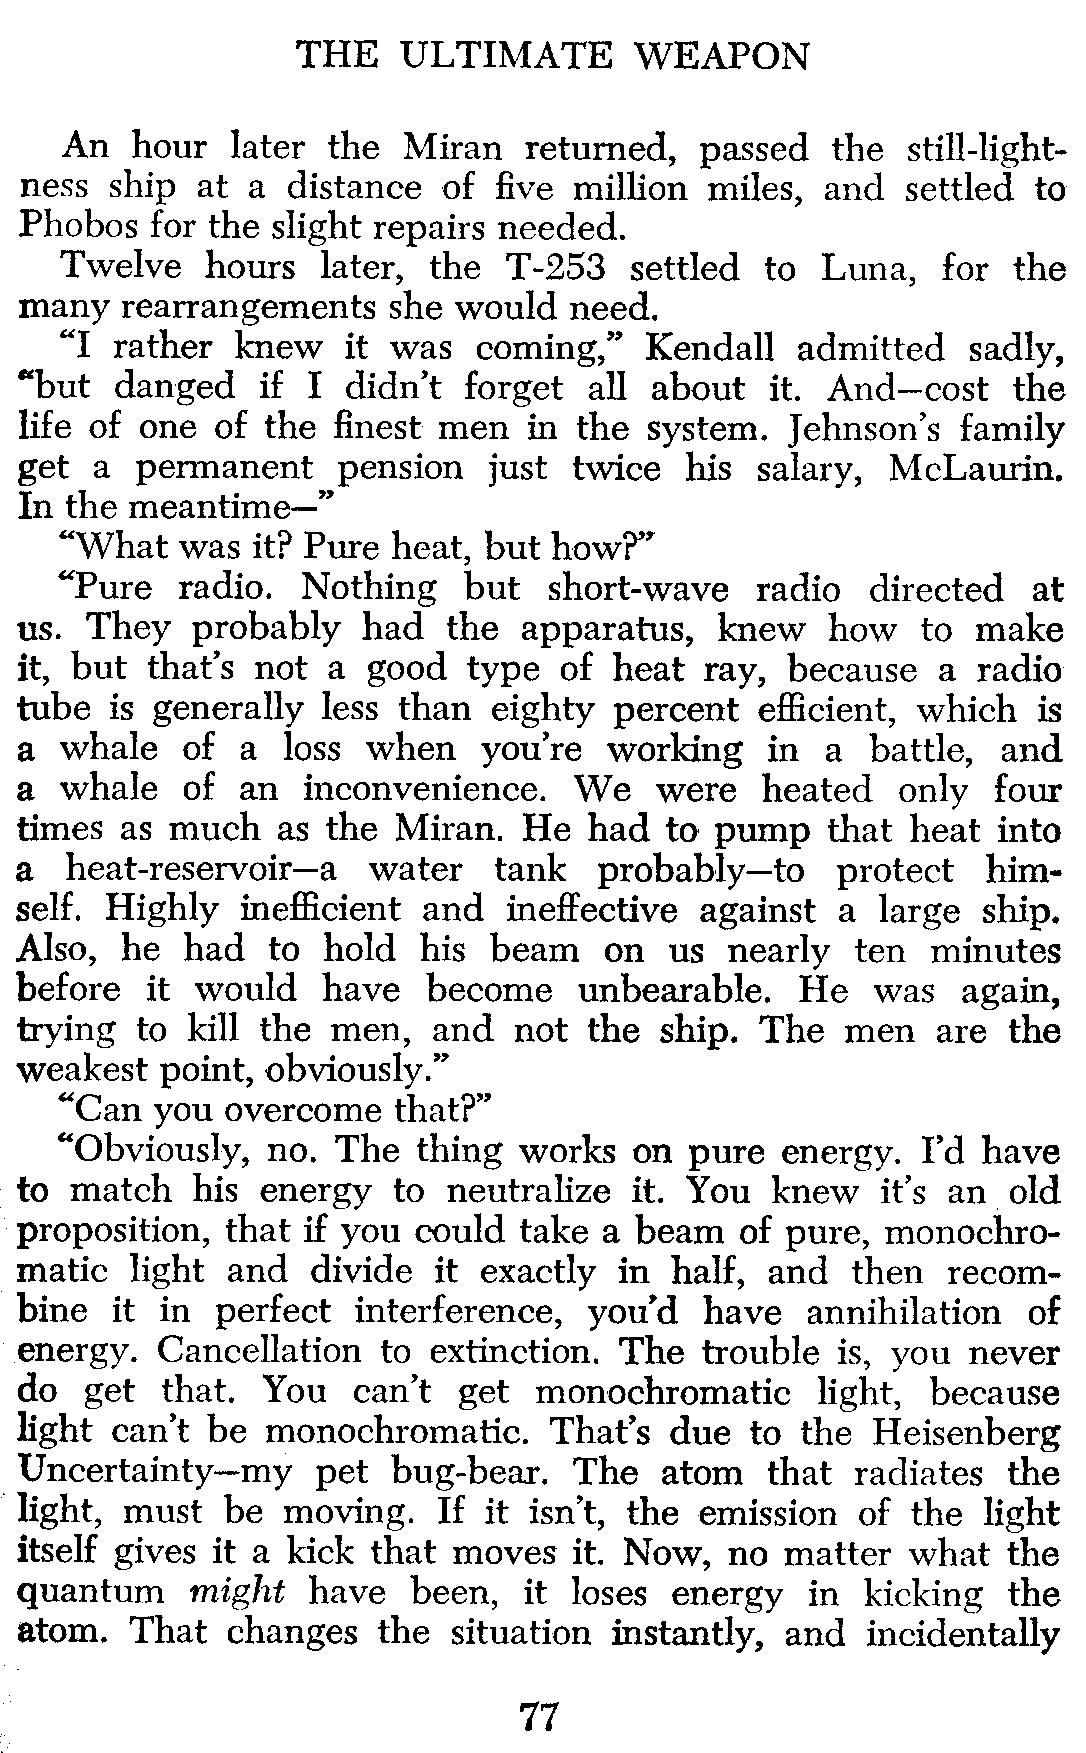 THE ULTIMATE WEAPON
An hour later the Miran returned, passed the still-light-
ness ship at a distance of five million miles, and settled to
Phobos for the slight repairs needed.
Twelve hours later, the T-253 settled to Luna, for the
many rearrangements she would need.
“I rather knew it was coming,” Kendall admitted sadly,
“but danged if I didn't forget all about it. And—cost the
life of one of the finest men in the system. Jehnson's family
get a permanent pension just twice his salary, McLaurin.
In the meantime—”
“What was it? Pure heat, but how?”
“Pure radio. Nothing but short-wave radio directed at
us. They probably had the apparatus, knew how to make
it, but that's not a good type of heat ray, because a radio
tube is generally less than eighty percent efficient, which is
a whale of a loss when you're working in a battle, and
a whale of an inconvenience. We were heated only four
times as much as the Miran. He had to pump that heat into
a heat-reservoir—a water tank probably—to protect him-
self. Highly inefficient and ineffective against a large ship.
Also, he had to hold his beam on us nearly ten minutes
before it would have become unbearable. He was again,
trying to kill the men, and not the ship. The men are the
weakest point, obviously.”
“Can you overcome that?”
“Obviously, no. The thing works on pure energy. I'd have
to match his energy to neutralize it. You knew it's an old
proposition, that if you could take a beam of pure, monochro-
matic light and divide it exactly in half, and then recom-
bine it in perfect interference, you'd have annihilation of
energy. Cancellation to extinction. The trouble is, you never
do get that. You can't get monochromatic light, because
light can't be monochromatic. That's due to the Heisenberg
Uncertainty—my pet bug-bear. The atom that radiates the
light, must be moving. If it isn't, the emission of the light
itself gives it a kick that moves it. Now, no matter what the
quantum might have been, it loses energy in kicking the
atom. That changes the situation instantly, and incidentally
77